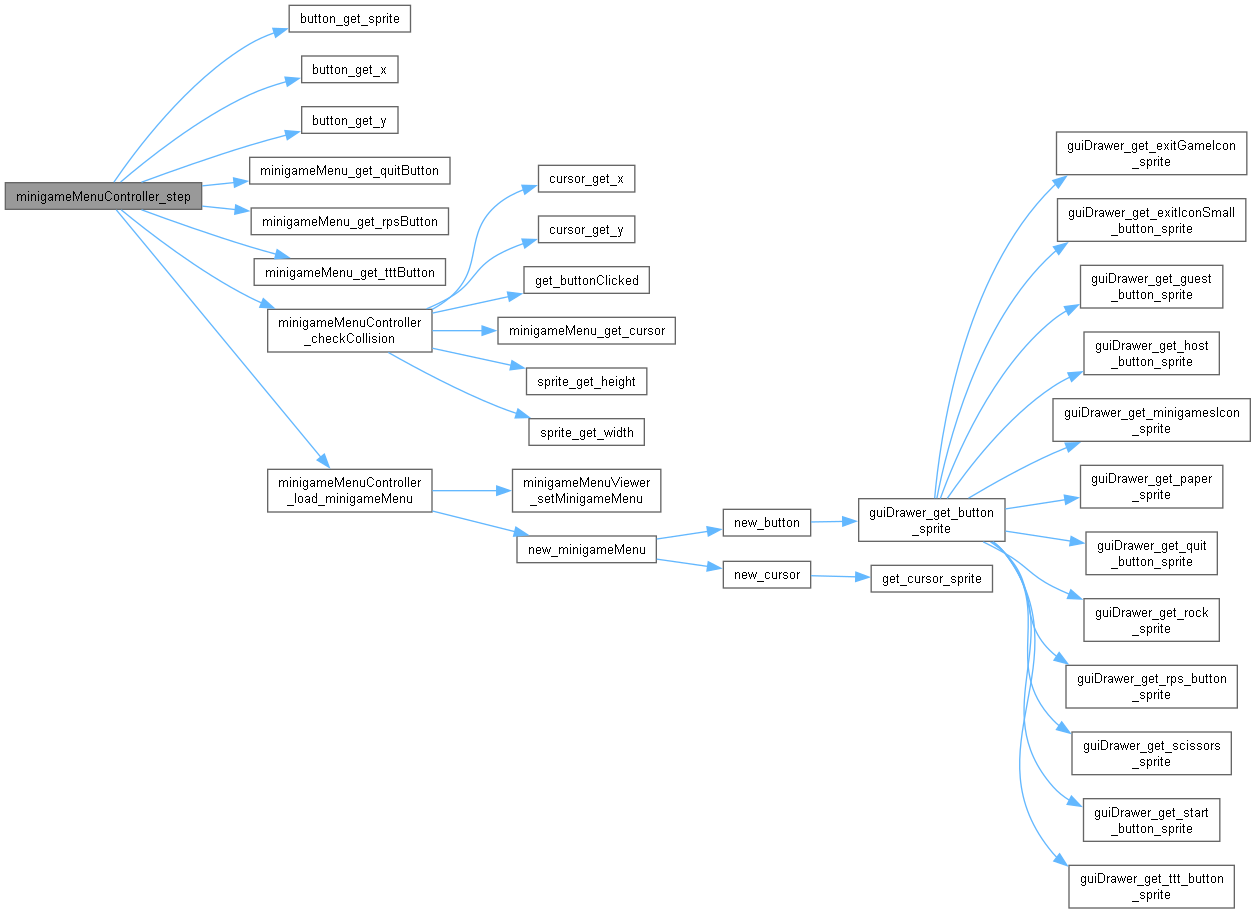 minigameMenuController_step
button_get_sprite
button_get_x
button_get_y
minigameMenu_get_quitButton
minigameMenu_get_rpsButton
minigameMenu_get_tttButton
minigameMenuController
_checkCollision
minigameMenuController
_load_minigameMenu
cursor_get_x
cursor_get_y
get_buttonClicked
minigameMenu_get_cursor
sprite_get_height
sprite_get_width
minigameMenuViewer
_setMinigameMenu
new_minigameMenu
new_button
new_cursor
guiDrawer_get_button
_sprite
get_cursor_sprite
guiDrawer_get_exitGameIcon
_sprite
guiDrawer_get_exitIconSmall
_button_sprite
guiDrawer_get_guest
_button_sprite
guiDrawer_get_host
_button_sprite
guiDrawer_get_minigamesIcon
_sprite
guiDrawer_get_paper
_sprite
guiDrawer_get_quit
_button_sprite
guiDrawer_get_rock
_sprite
guiDrawer_get_rps_button
_sprite
guiDrawer_get_scissors
_sprite
guiDrawer_get_start
_button_sprite
guiDrawer_get_ttt_button
_sprite